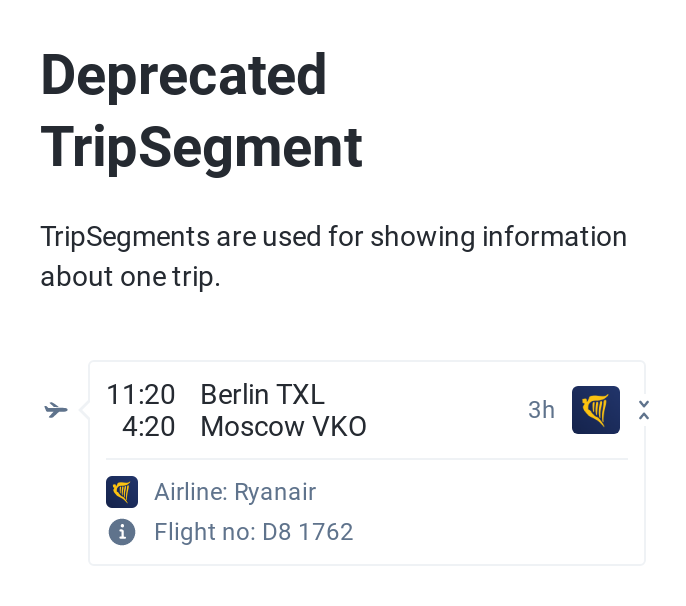 Deprecated
TripSegment
TripSegments are used for showing information
about one trip.
11:20 Berlin TXL
4:20 Moscow VKO
3h
Airline: Ryanair
Flight no: D8 1762